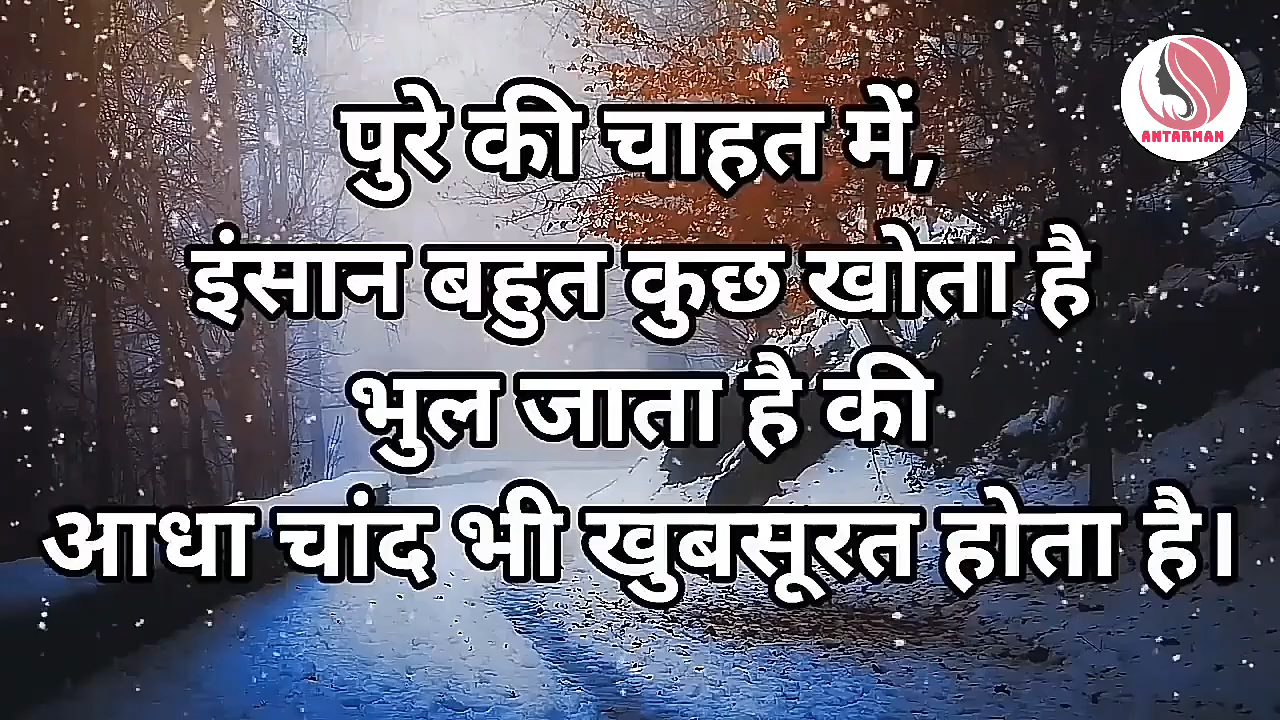 ANTARMAN
पुरे की चाहत में,
इंसान बहुत कुछ खोता है
भुल जाता है की
आधा चांद भी खुबसूरत होता है।